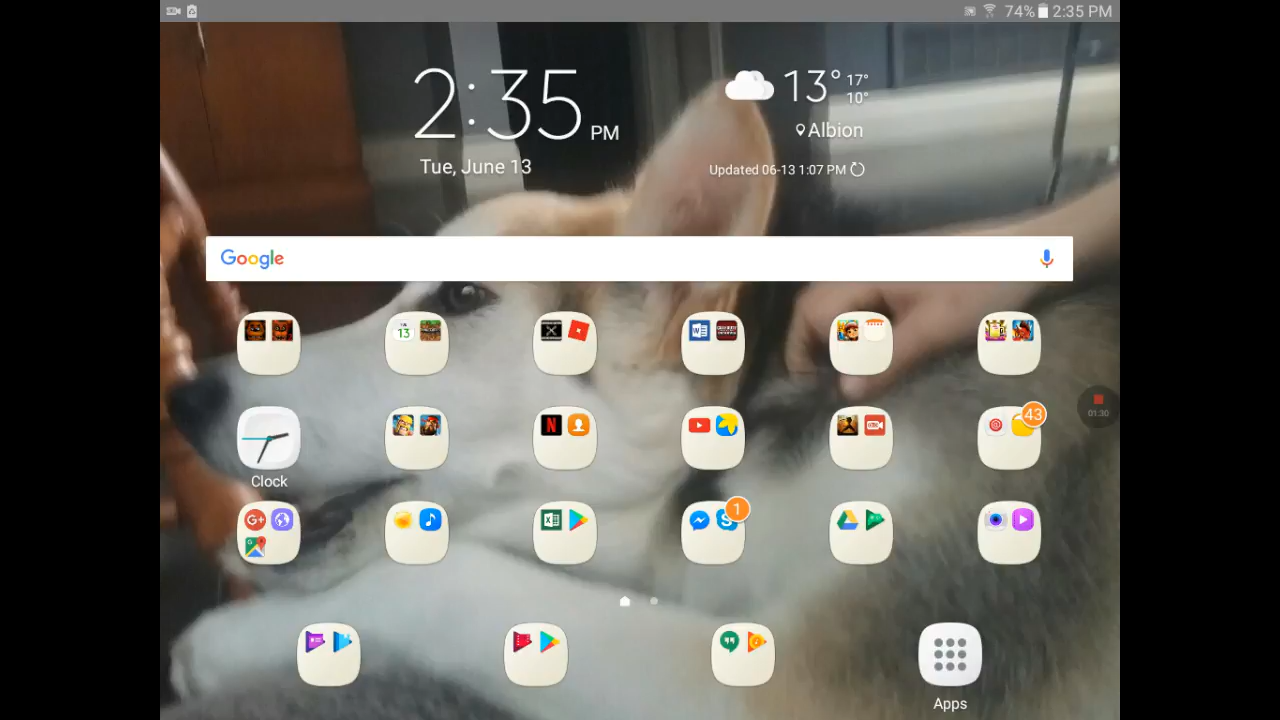 74% 2:35 PM
2:35 PM
Tue, June 13
13° 17°
10°
Albion
Updated 06-13 1:07 PM
Google
13
43
01:30
Clock
1
Apps